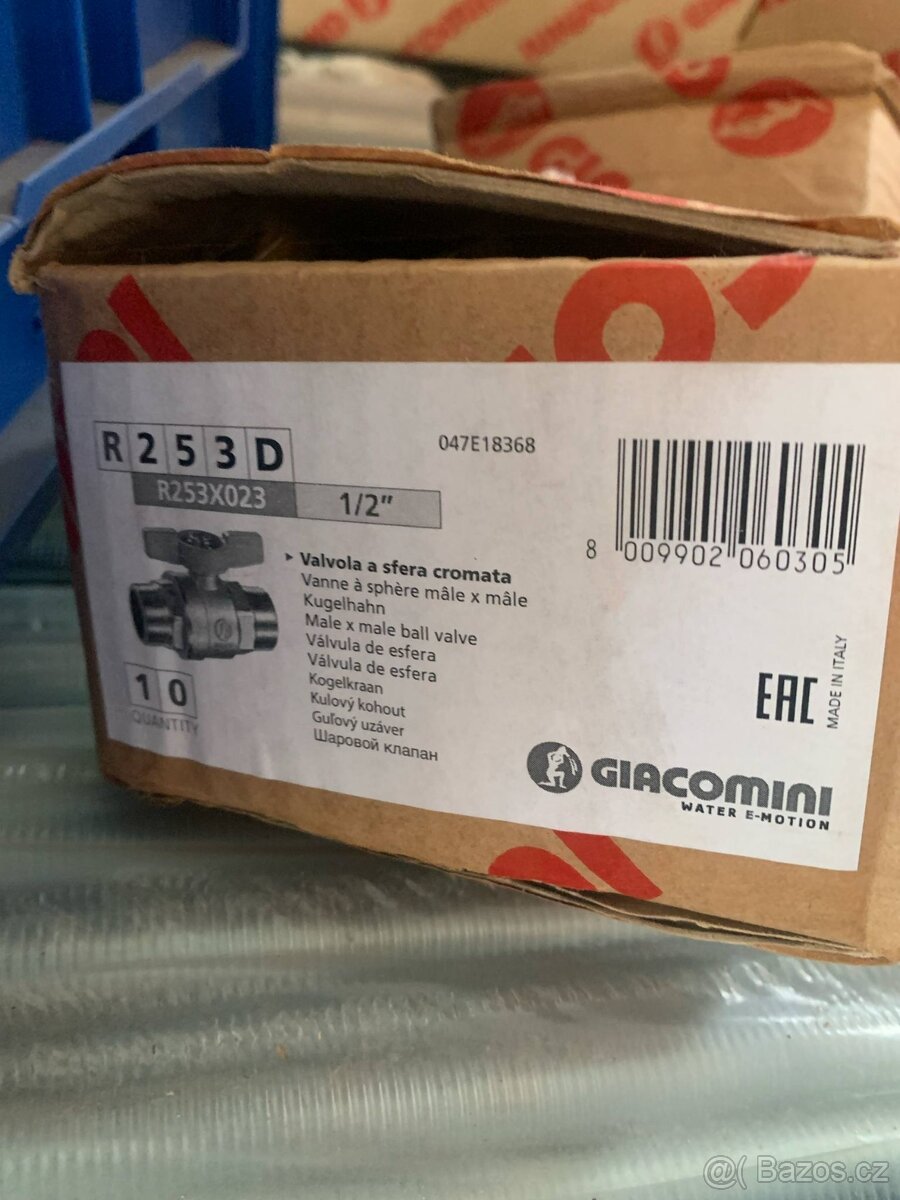 R253D
047E18368
R253X023
1/2"
8 009902 060305
Valvola a sfera cromata
Vanne à sphère mâle x mâle
Kugelhahn
Male x male ball valve
Válvula de esfera
Válvula de esfera
Kogelkraan
Kulový kohout
Guľový uzáver
Шаровой клапан
10
QUANTITY
EAC
MADE IN ITALY
GIACOMINI
WATER E-MOTION
@( Bazos.cz